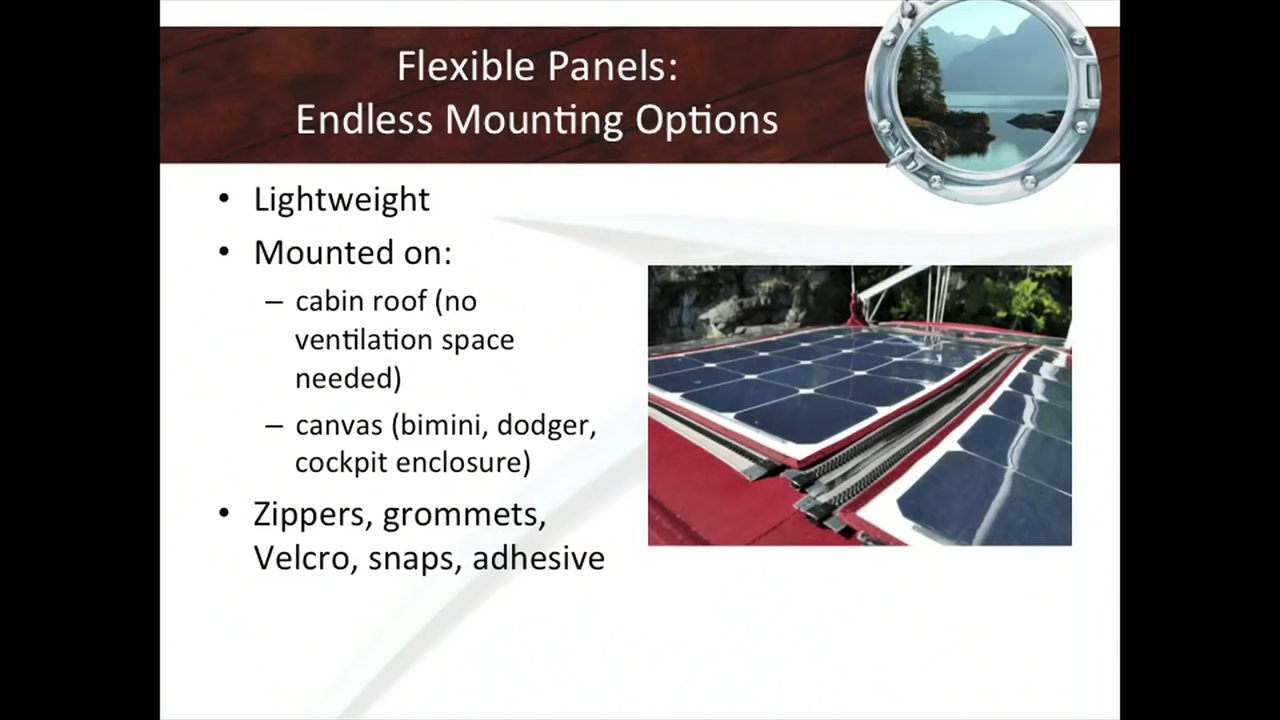 Flexible Panels:
Endless Mounting Options
• Lightweight
• Mounted on:
– cabin roof (no
ventilation space
needed)
– canvas (bimini, dodger,
cockpit enclosure)
• Zippers, grommets,
Velcro, snaps, adhesive